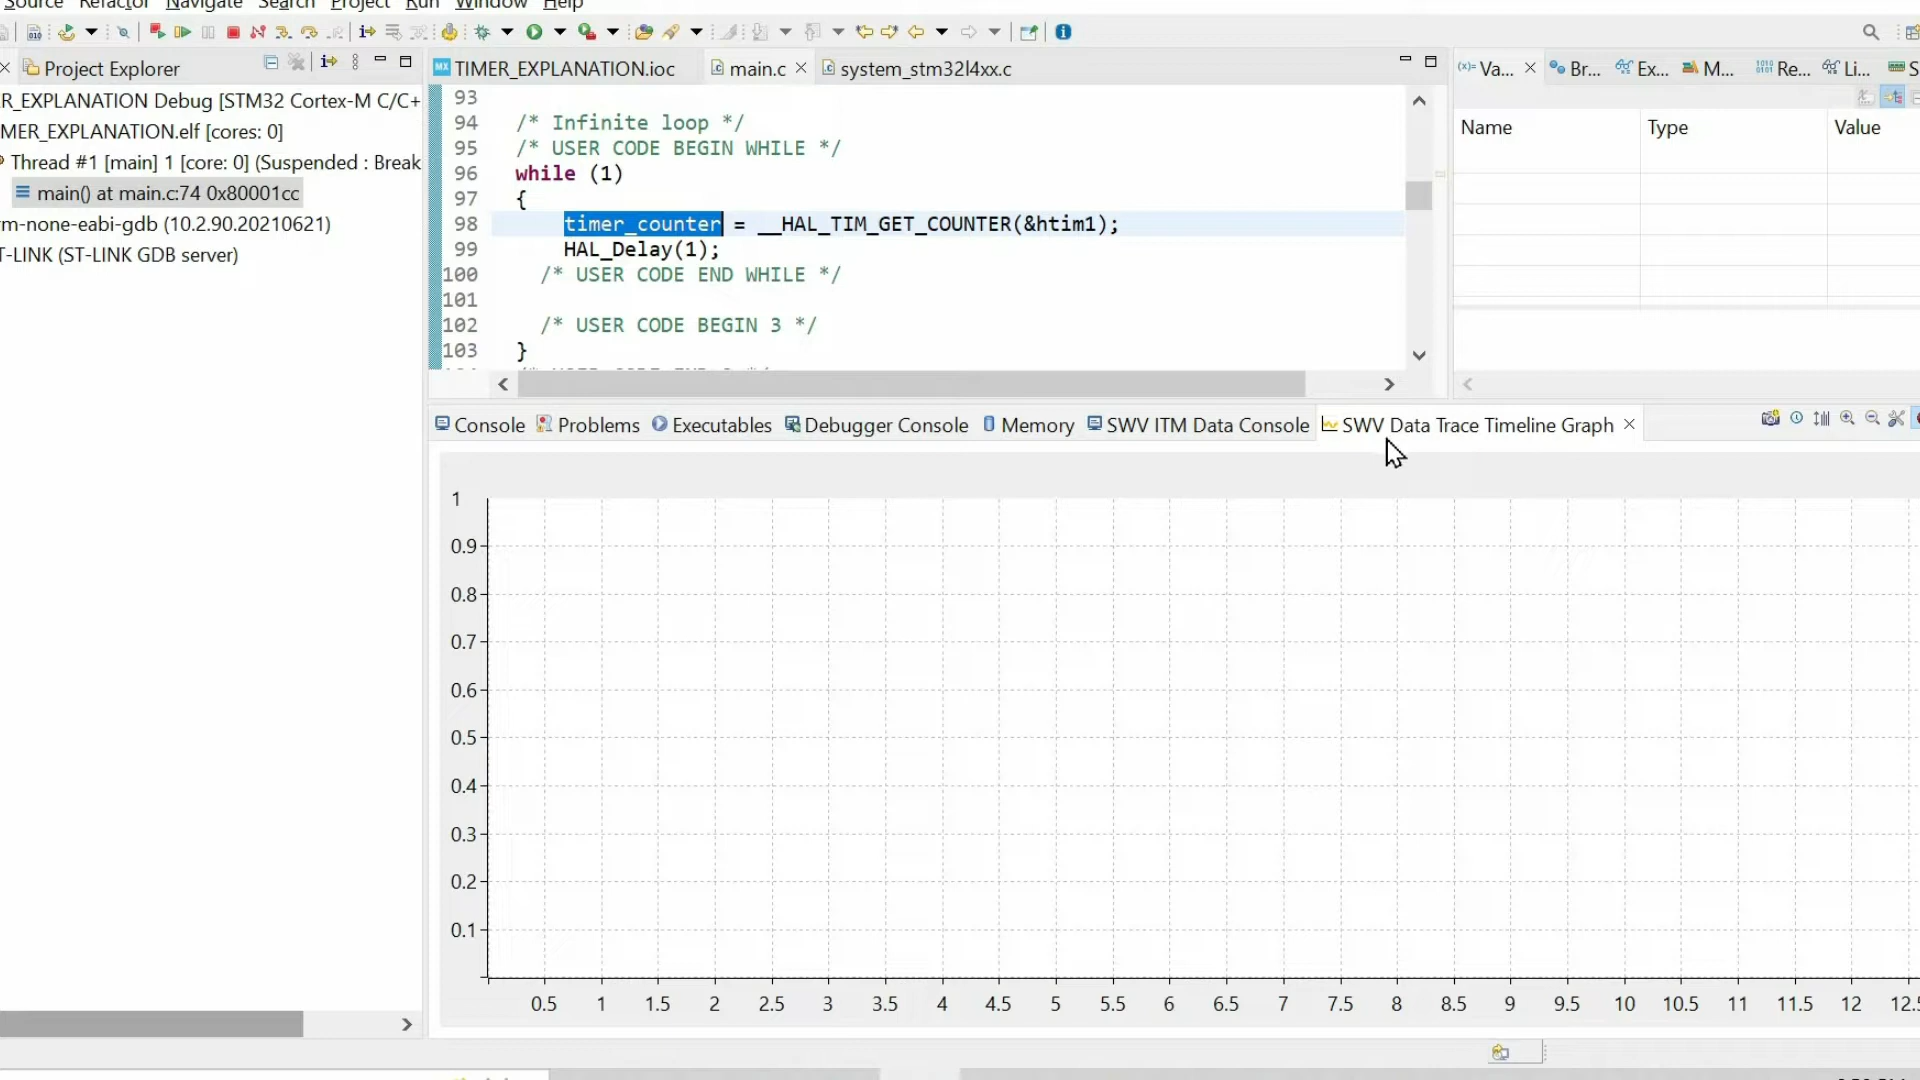 Source Refactor Navigate Search Project Run Window Help
Project Explorer
R_EXPLANATION Debug [STM32 Cortex-M C/C+
MER_EXPLANATION.elf [cores: 0]
Thread #1 [main] 1 [core: 0] (Suspended : Break
main() at main.c:74 0x80001cc
m-none-eabi-gdb (10.2.90.20210621)
T-LINK (ST-LINK GDB server)
TIMER_EXPLANATION.ioc main.c system_stm32l4xx.c
93
94 /* Infinite loop */
95 /* USER CODE BEGIN WHILE */
96 while (1)
97 {
98 timer_counter = __HAL_TIM_GET_COUNTER(&htim1);
99 HAL_Delay(1);
100 /* USER CODE END WHILE */
101
102 /* USER CODE BEGIN 3 */
103 }
(x)= Va... Br... Ex... M... Re... Li... S
Name Type Value
Console Problems Executables Debugger Console Memory SWV ITM Data Console SWV Data Trace Timeline Graph
1
0.9
0.8
0.7
0.6
0.5
0.4
0.3
0.2
0.1
0.5 1 1.5 2 2.5 3 3.5 4 4.5 5 5.5 6 6.5 7 7.5 8 8.5 9 9.5 10 10.5 11 11.5 12 12.5